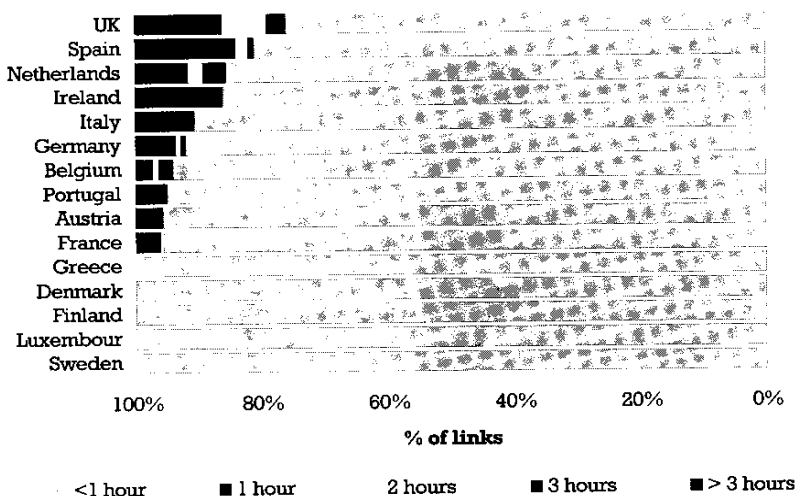 UK
Spain
Netherlands
Ireland
Italy
Germany
Belgium
Portugal
Austria
France
Greece
Denmark
Finland
Luxembour
Sweden
100% 80% 60% 40% 20% 0%
% of links
<1 hour 1 hour 2 hours 3 hours > 3 hours